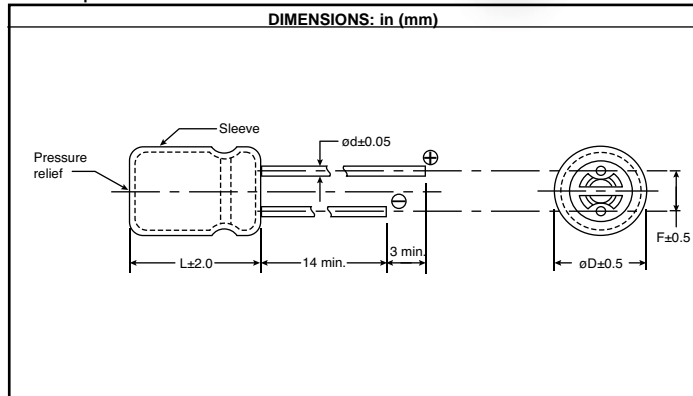 DIMENSIONS: in (mm)
Sleeve
ød±0.05
Pressure
relief
⊕
⊖
L±2.0
14 min.
3 min.
øD±0.5
F±0.5